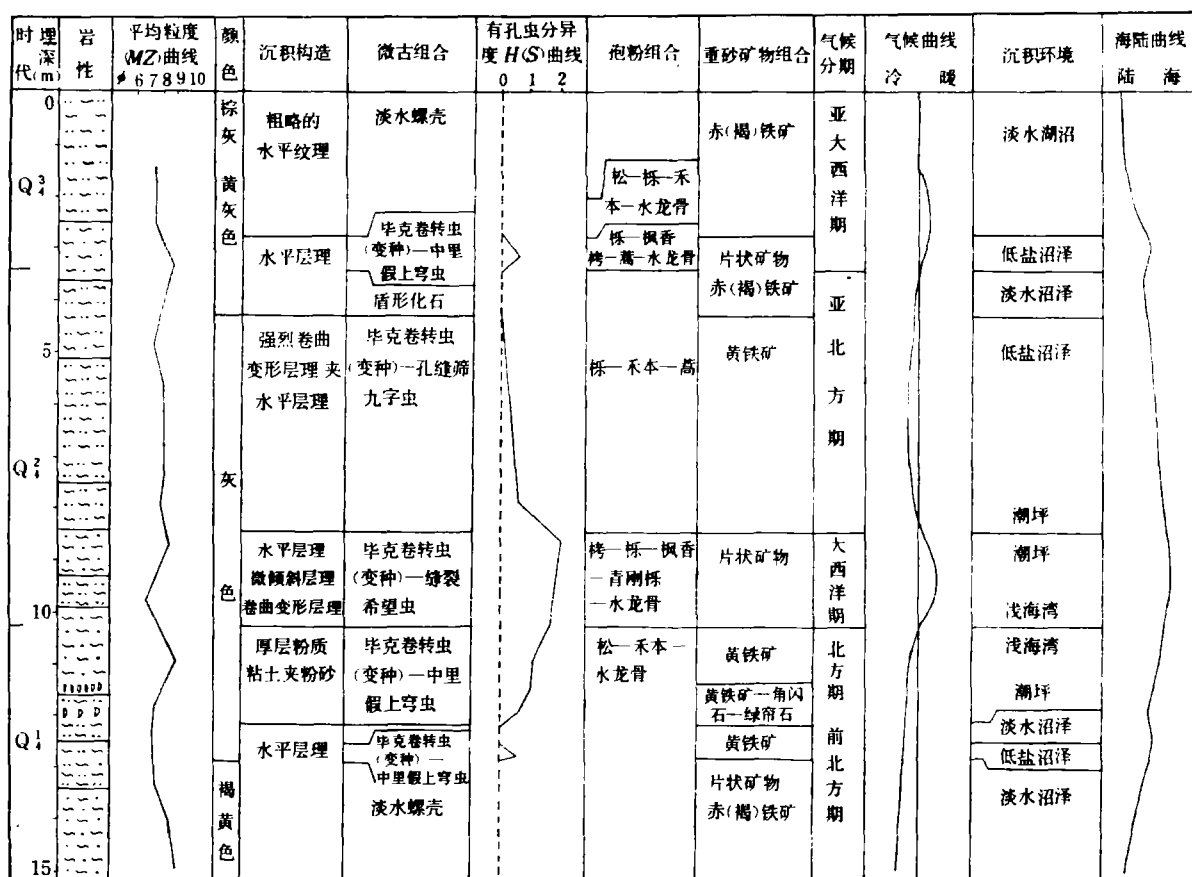 时代 埋深(m) 岩性 平均粒度(MZ)曲线 φ 6 7 8 9 10 颜色 沉积构造 微古组合 有孔虫分异度 H(S) 曲线 0 1 2 孢粉组合 重砂矿物组合 气候分期 气候曲线 冷 暖 沉积环境 海陆曲线 陆 海
0
5
10
15
Q₄³
Q₄²
Q₄¹
棕灰
黄灰色
灰色
褐黄色
粗略的
水平纹理
水平层理
强烈卷曲
变形层理夹
水平层理
水平层理
微倾斜层理
卷曲变形层理
厚层粉质
粘土夹粉砂
水平层理
淡水螺壳
毕克卷转虫
(变种)—中里
假上穹虫
盾形化石
毕克卷转虫
(变种)—孔缝筛
九字虫
毕克卷转虫
(变种)—缝裂
希望虫
毕克卷转虫
(变种)—中里
假上穹虫
毕克卷转虫
(变种)—
中里假上穹虫
淡水螺壳
松—栎—禾
本—水龙骨
栎—枫香
栲—蒿—水龙骨
栎—禾本—蒿
栲—栎—枫香
—青刚栎
—水龙骨
松—禾本—
水龙骨
赤(褐)铁矿
片状矿物
赤(褐)铁矿
黄铁矿
片状矿物
黄铁矿
黄铁矿—角闪
石—绿帘石
黄铁矿
片状矿物
赤(褐)铁矿
亚大西洋期
亚北方期
大西洋期
北方期
前北方期
淡水湖沼
低盐沼泽
淡水沼泽
低盐沼泽
潮坪
潮坪
浅海湾
浅海湾
潮坪
淡水沼泽
低盐沼泽
淡水沼泽